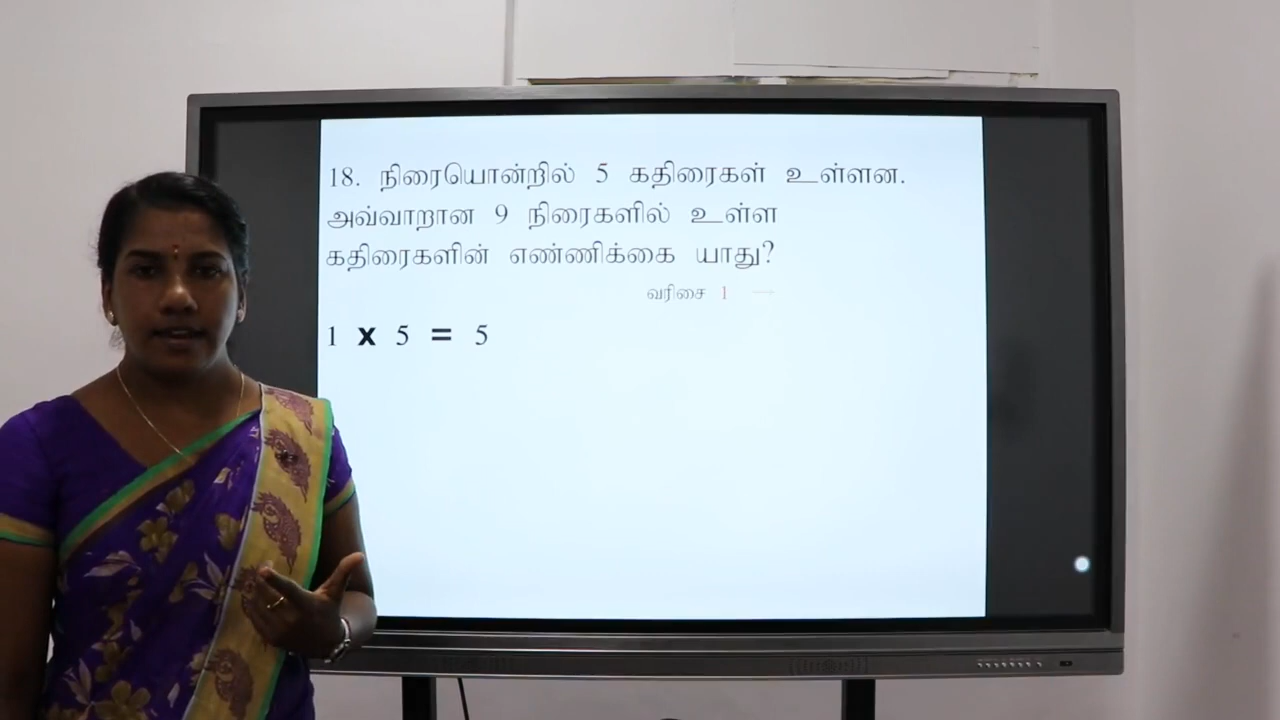 18. நிரையொன்றில் 5 கதிரைகள் உள்ளன.
அவ்வாறான 9 நிரைகளில் உள்ள
கதிரைகளின் எண்ணிக்கை யாது?
வரிசை 1
1 x 5 = 5